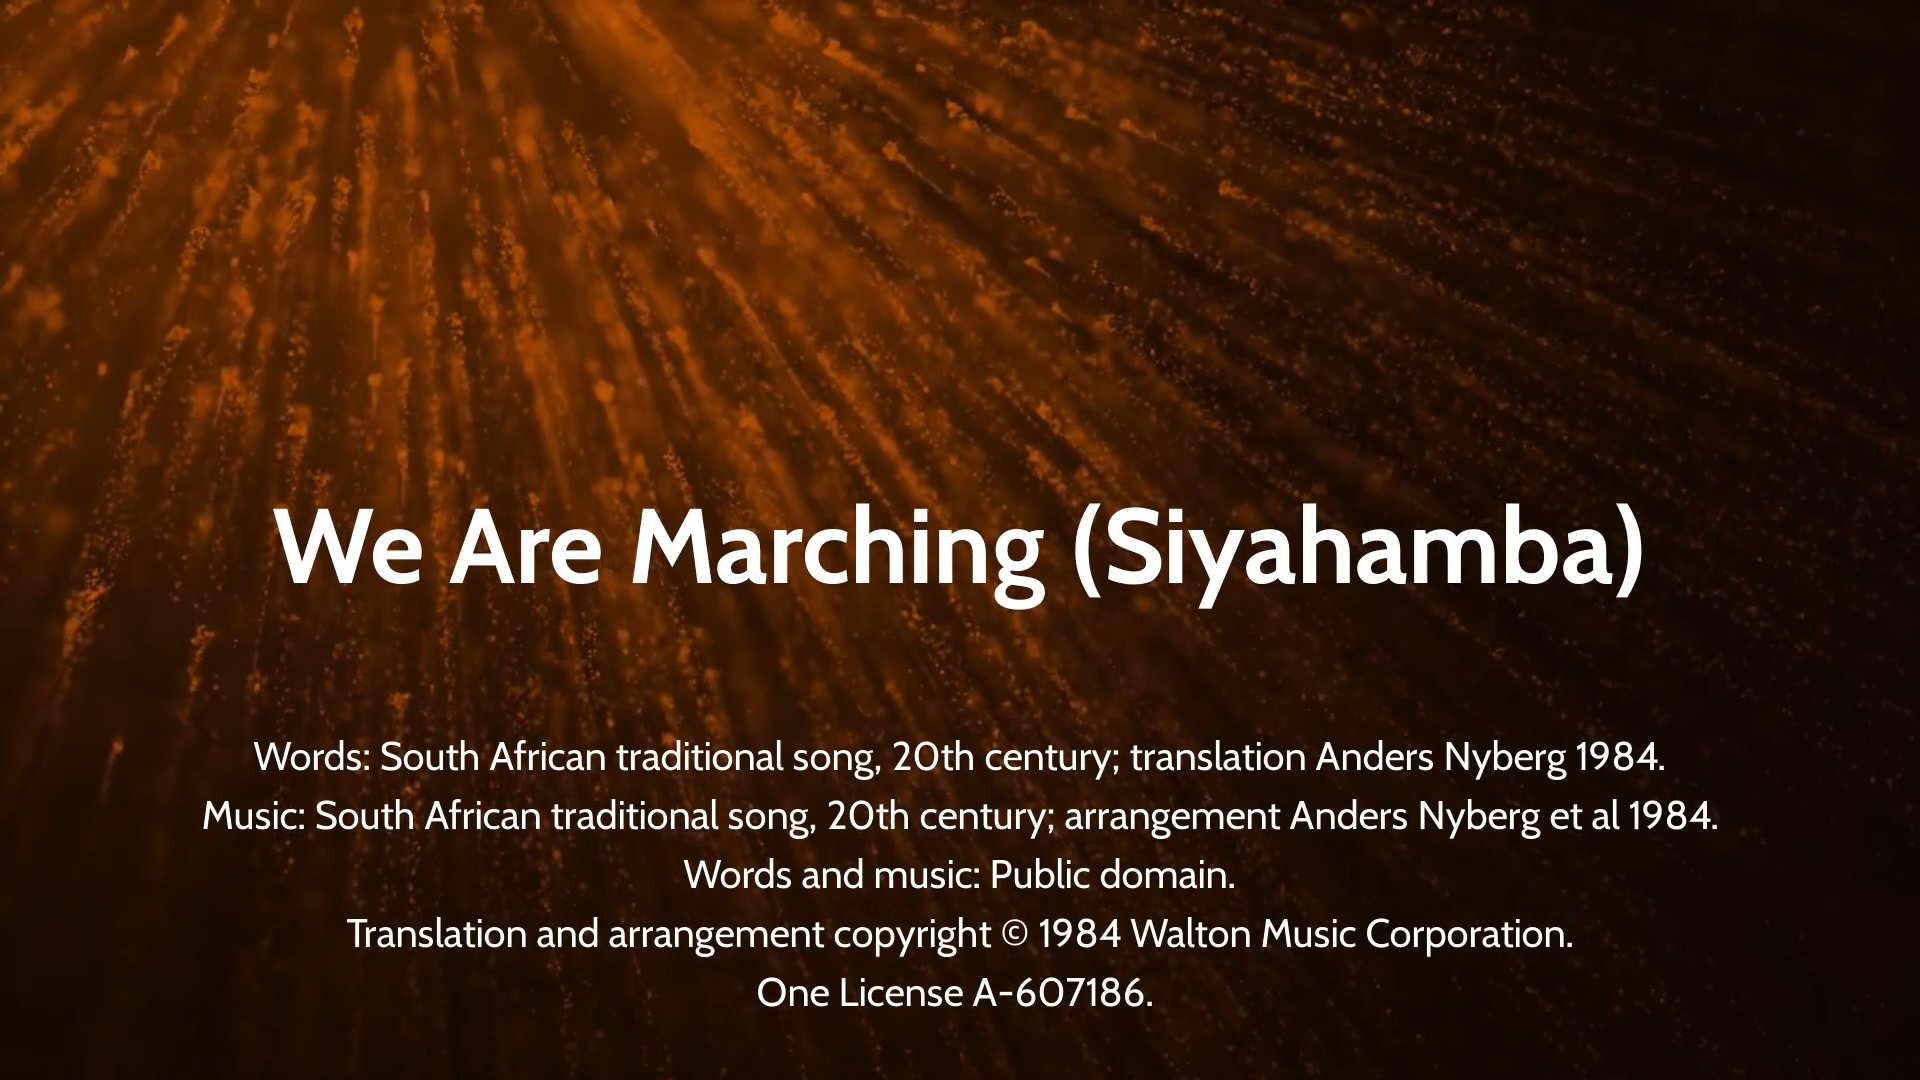 We Are Marching (Siyahamba)
Words: South African traditional song, 20th century; translation Anders Nyberg 1984.
Music: South African traditional song, 20th century; arrangement Anders Nyberg et al 1984.
Words and music: Public domain.
Translation and arrangement copyright © 1984 Walton Music Corporation.
One License A-607186.